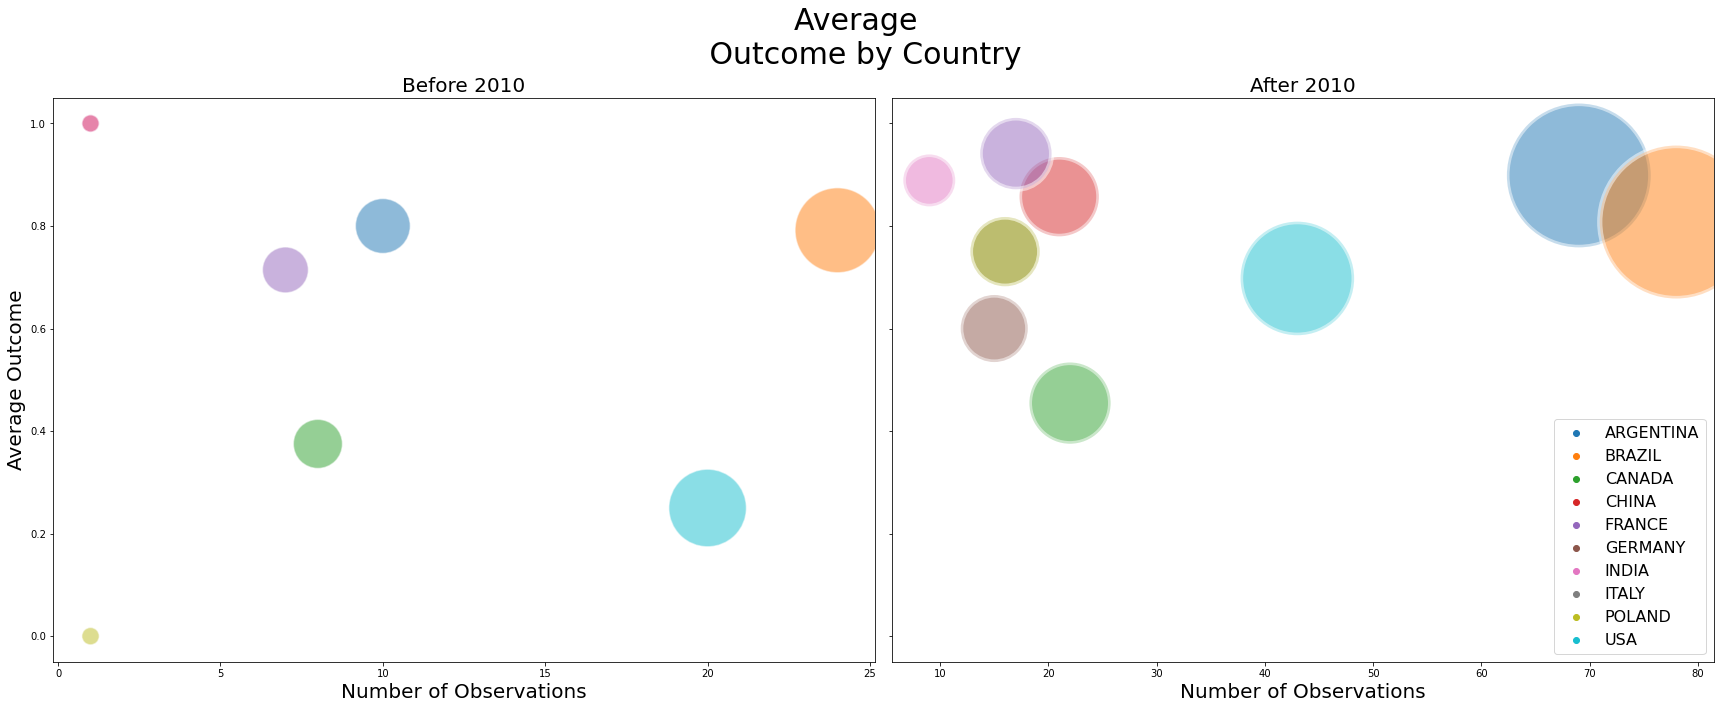 Average
Outcome by Country
Before 2010
After 2010
Average Outcome
1.0
0.8
0.6
0.4
0.2
0.0
0 5 10 15 20 25
10 20 30 40 50 60 70 80
Number of Observations
Number of Observations
ARGENTINA
BRAZIL
CANADA
CHINA
FRANCE
GERMANY
INDIA
ITALY
POLAND
USA